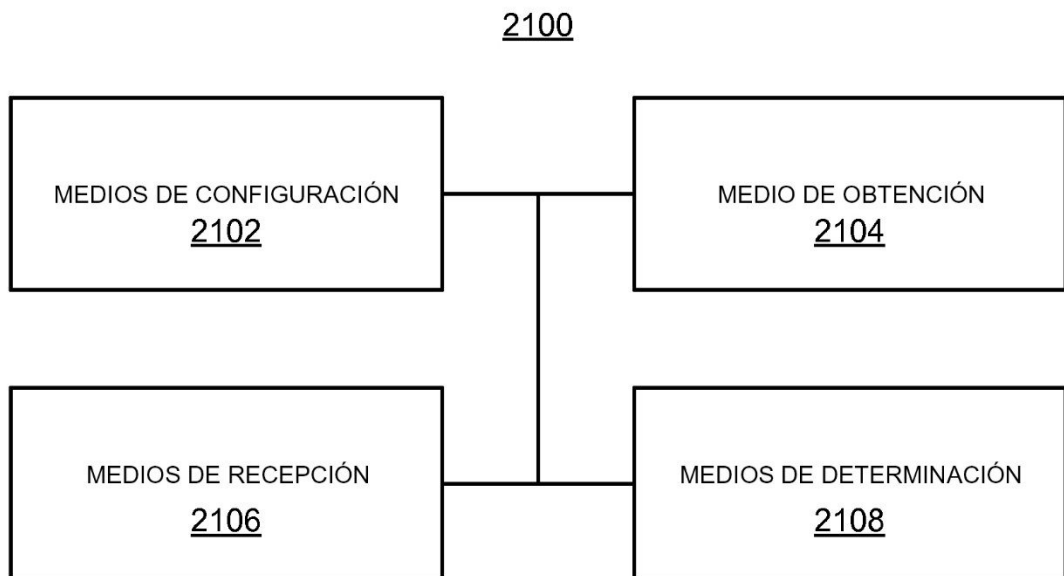 2100
MEDIOS DE CONFIGURACIÓN
2102
MEDIO DE OBTENCIÓN
2104
MEDIOS DE RECEPCIÓN
2106
MEDIOS DE DETERMINACIÓN
2108